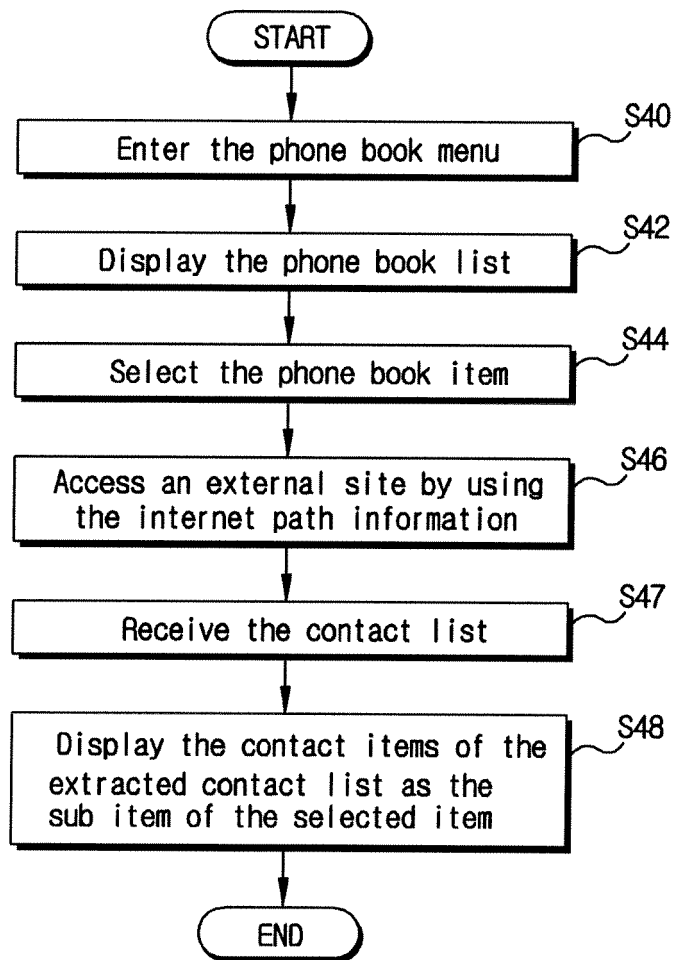 START
S40
Enter the phone book menu
S42
Display the phone book list
S44
Select the phone book item
S46
Access an external site by using
the internet path information
S47
Receive the contact list
S48
Display the contact items of the
extracted contact list as the
sub item of the selected item
END